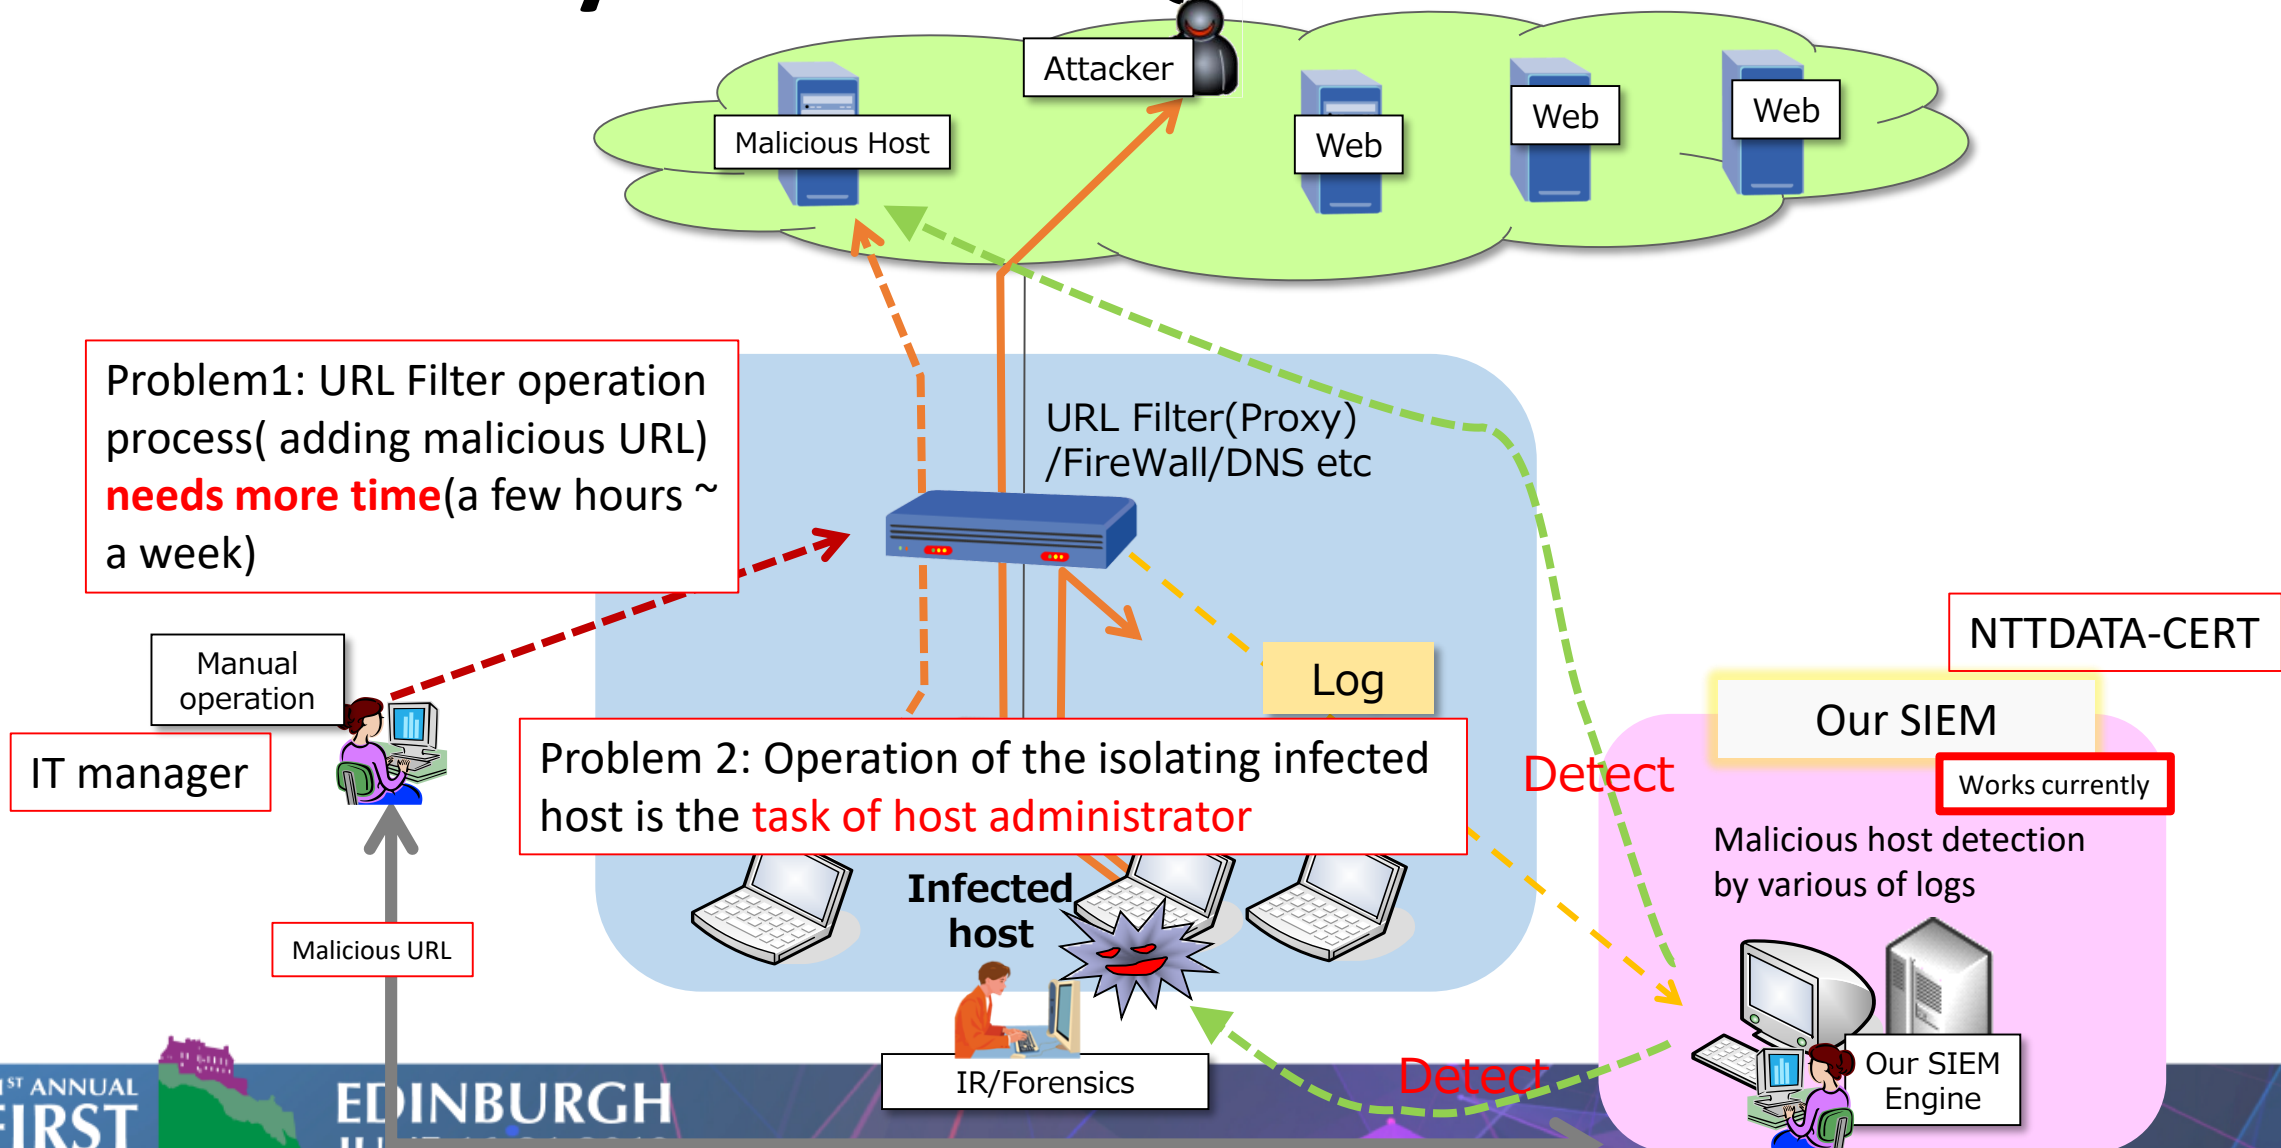 Attacker
Malicious Host
Web
Web
Web
Problem1: URL Filter operation
process( adding malicious URL)
needs more time(a few hours ~
a week)
URL Filter(Proxy)
/FireWall/DNS etc
Manual
operation
IT manager
Log
NTTDATA-CERT
Our SIEM
Works currently
Problem 2: Operation of the isolating infected
host is the task of host administrator
Detect
Malicious host detection
by various of logs
Infected
host
Malicious URL
IR/Forensics
Detect
Our SIEM
Engine
ST ANNUAL
FIRST
EDINBURGH